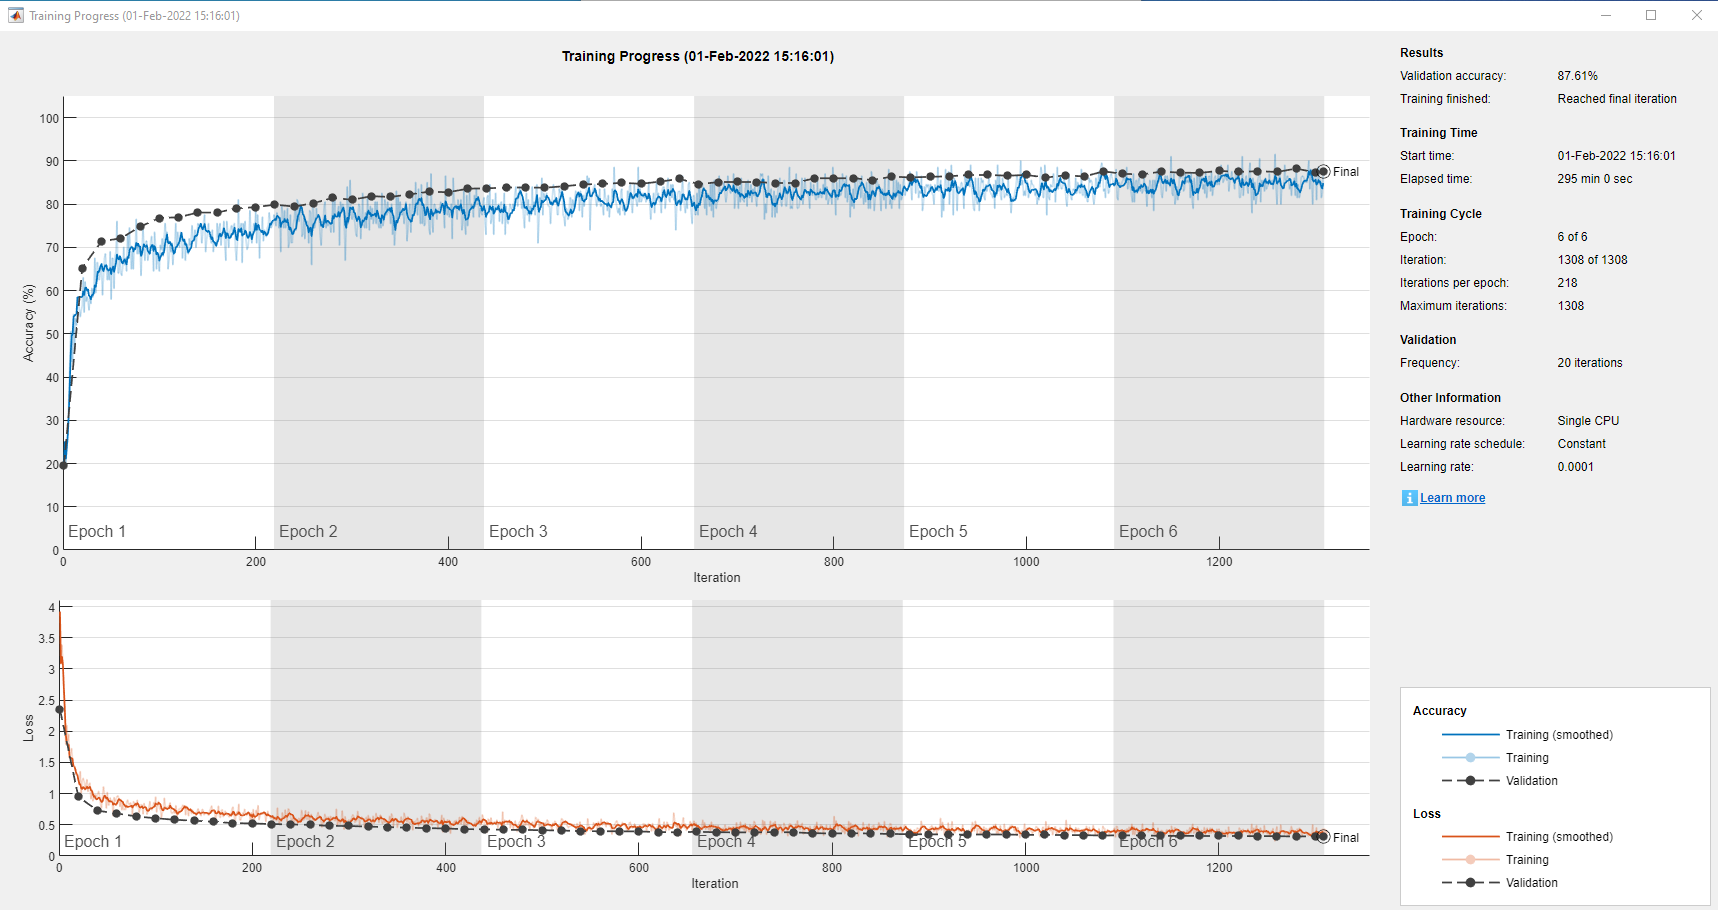 Training Progress (01-Feb-2022 15:16:01)
Training Progress (01-Feb-2022 15:16:01)
Accuracy (%)
100
90
80
70
60
50
40
30
20
10
0
Final
Epoch 1
Epoch 2
Epoch 3
Epoch 4
Epoch 5
Epoch 6
0
200
400
600
800
1000
1200
Iteration
Loss
4
3.5
3
2.5
2
1.5
1
0.5
0
Final
Epoch 1
Epoch 2
Epoch 3
Epoch 4
Epoch 5
Epoch 6
0
200
400
600
800
1000
1200
Iteration
Results
Validation accuracy: 87.61%
Training finished: Reached final iteration
Training Time
Start time: 01-Feb-2022 15:16:01
Elapsed time: 295 min 0 sec
Training Cycle
Epoch: 6 of 6
Iteration: 1308 of 1308
Iterations per epoch: 218
Maximum iterations: 1308
Validation
Frequency: 20 iterations
Other Information
Hardware resource: Single CPU
Learning rate schedule: Constant
Learning rate: 0.0001
i Learn more
Accuracy
Training (smoothed)
Training
Validation
Loss
Training (smoothed)
Training
Validation